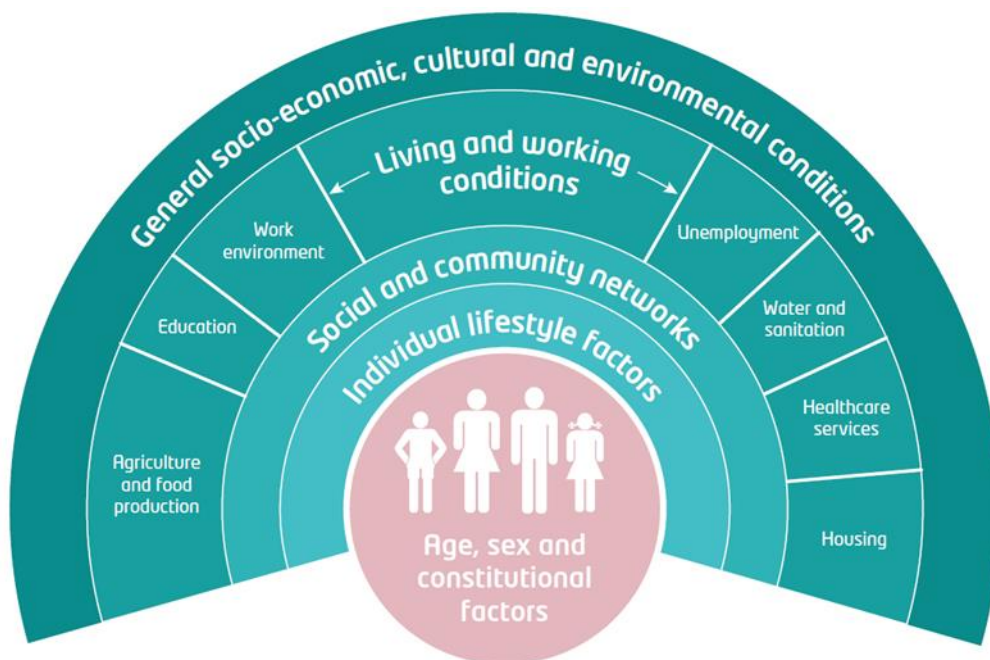 General socio-economic, cultural and environmental conditions
Living and working
conditions
Work
environment
Unemployment
Education
Water and
sanitation
Agriculture
and food
production
Healthcare
services
Housing
Social and community networks
Individual lifestyle factors
Age, sex and
constitutional
factors